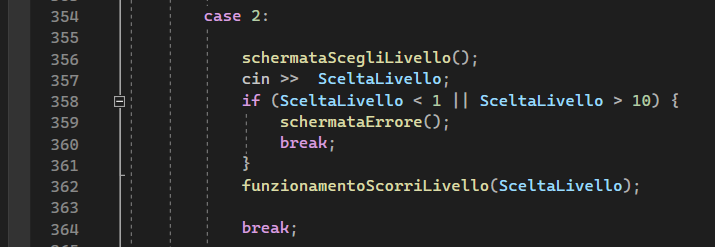 354 case 2:
355
356 schermataScegliLivello();
357 cin >>  SceltaLivello;
358 if (SceltaLivello < 1 || SceltaLivello > 10) {
359 schermataErrore();
360 break;
361 }
362 funzionamentoScorriLivello(SceltaLivello);
363
364 break;